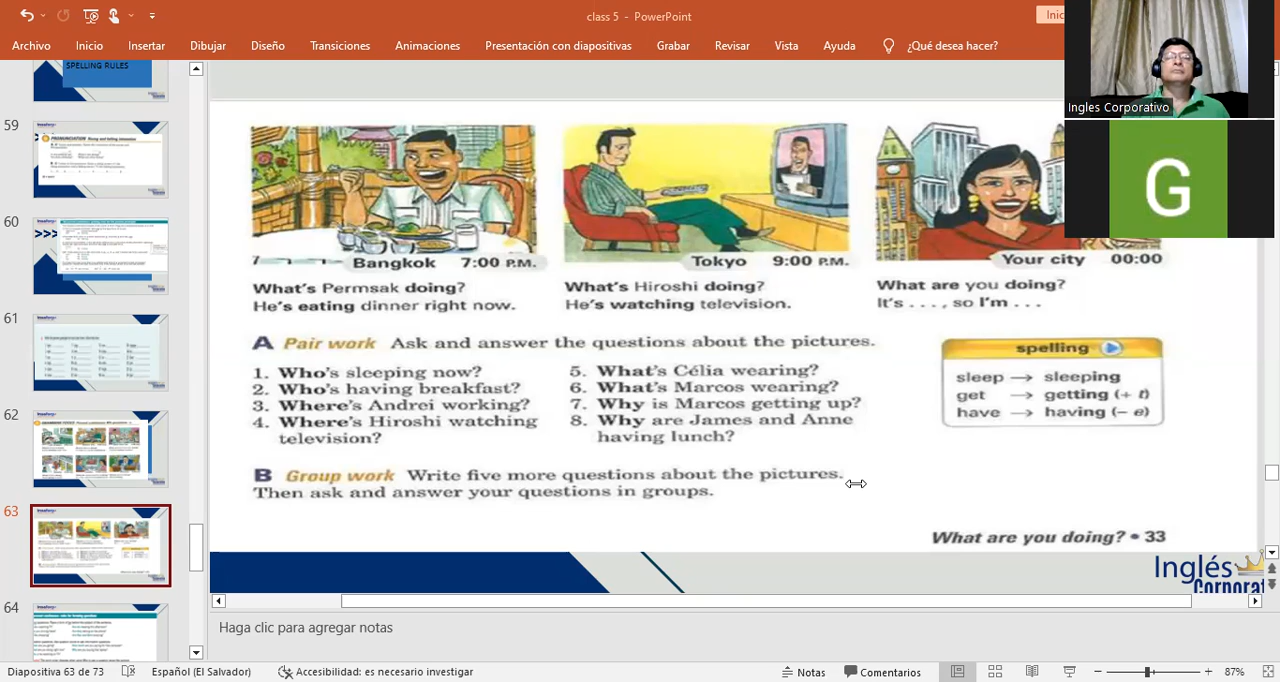 class 5 - PowerPoint
Inic
Archivo Inicio Insertar Dibujar Diseño Transiciones Animaciones Presentación con diapositivas Grabar Revisar Vista Ayuda ¿Qué desea hacer?
SPELLING RULES
Ingles Corporativo
G
59
60
61
62
63
64
Bangkok 7:00 P.M.
Tokyo 9:00 P.M.
Your city 00:00
What's Permsak doing?
He's eating dinner right now.
What's Hiroshi doing?
He's watching television.
What are you doing?
It's . . . , so I'm . . .
A Pair work Ask and answer the questions about the pictures.
1. Who's sleeping now?
2. Who's having breakfast?
3. Where's Andrei working?
4. Where's Hiroshi watching
television?
5. What's Célia wearing?
6. What's Marcos wearing?
7. Why is Marcos getting up?
8. Why are James and Anne
having lunch?
spelling
sleep → sleeping
get → getting (+ t)
have → having (– e)
B Group work Write five more questions about the pictures.
Then ask and answer your questions in groups.
What are you doing? • 33
Inglés
Corporat
Haga clic para agregar notas
Diapositiva 63 de 73 Español (El Salvador) Accesibilidad: es necesario investigar Notas Comentarios 87%